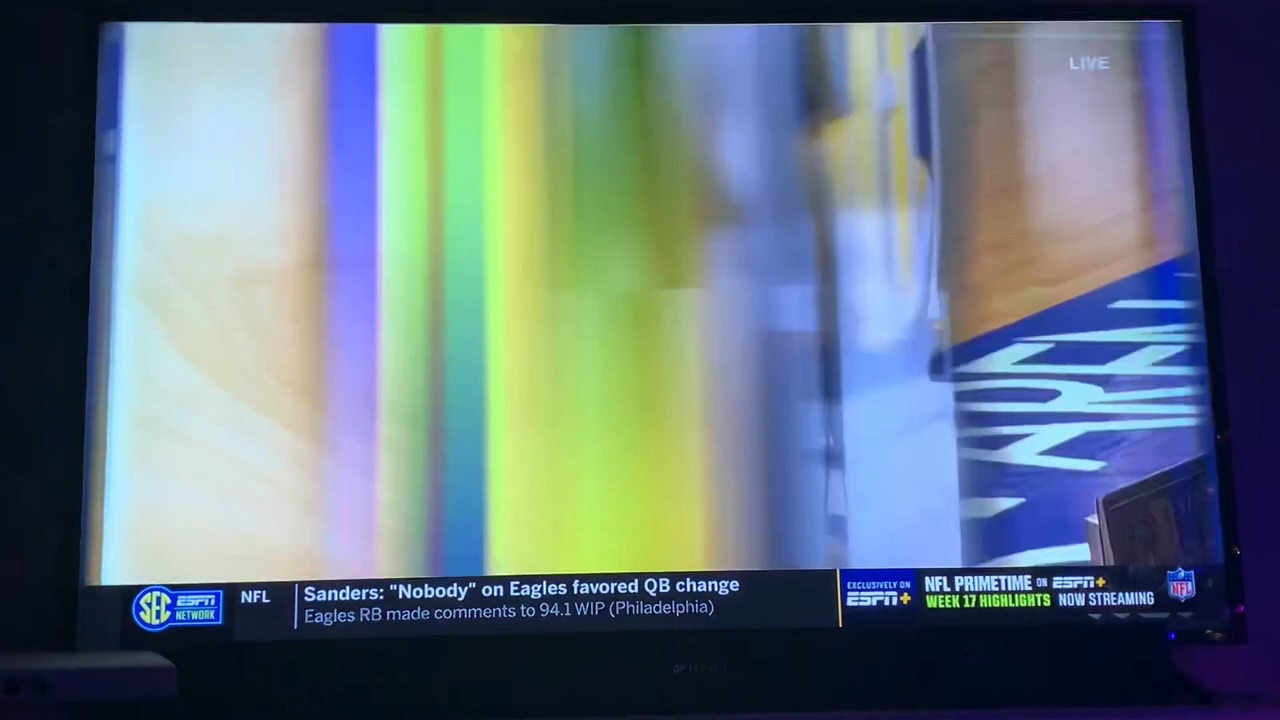 LIVE
SEC ESPN NETWORK
NFL
Sanders: "Nobody" on Eagles favored QB change
Eagles RB made comments to 94.1 WIP (Philadelphia)
EXCLUSIVELY ON
ESPN+
NFL PRIMETIME ON ESPN+
WEEK 17 HIGHLIGHTS NOW STREAMING
NFL